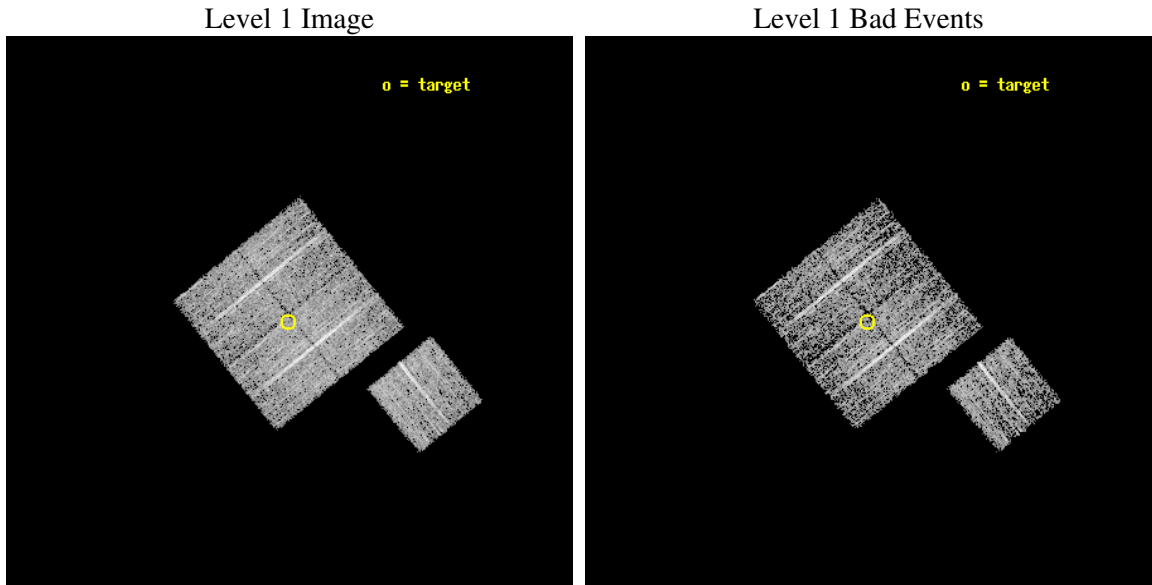 Level 1 Image
Level 1 Bad Events
o = target
o = target